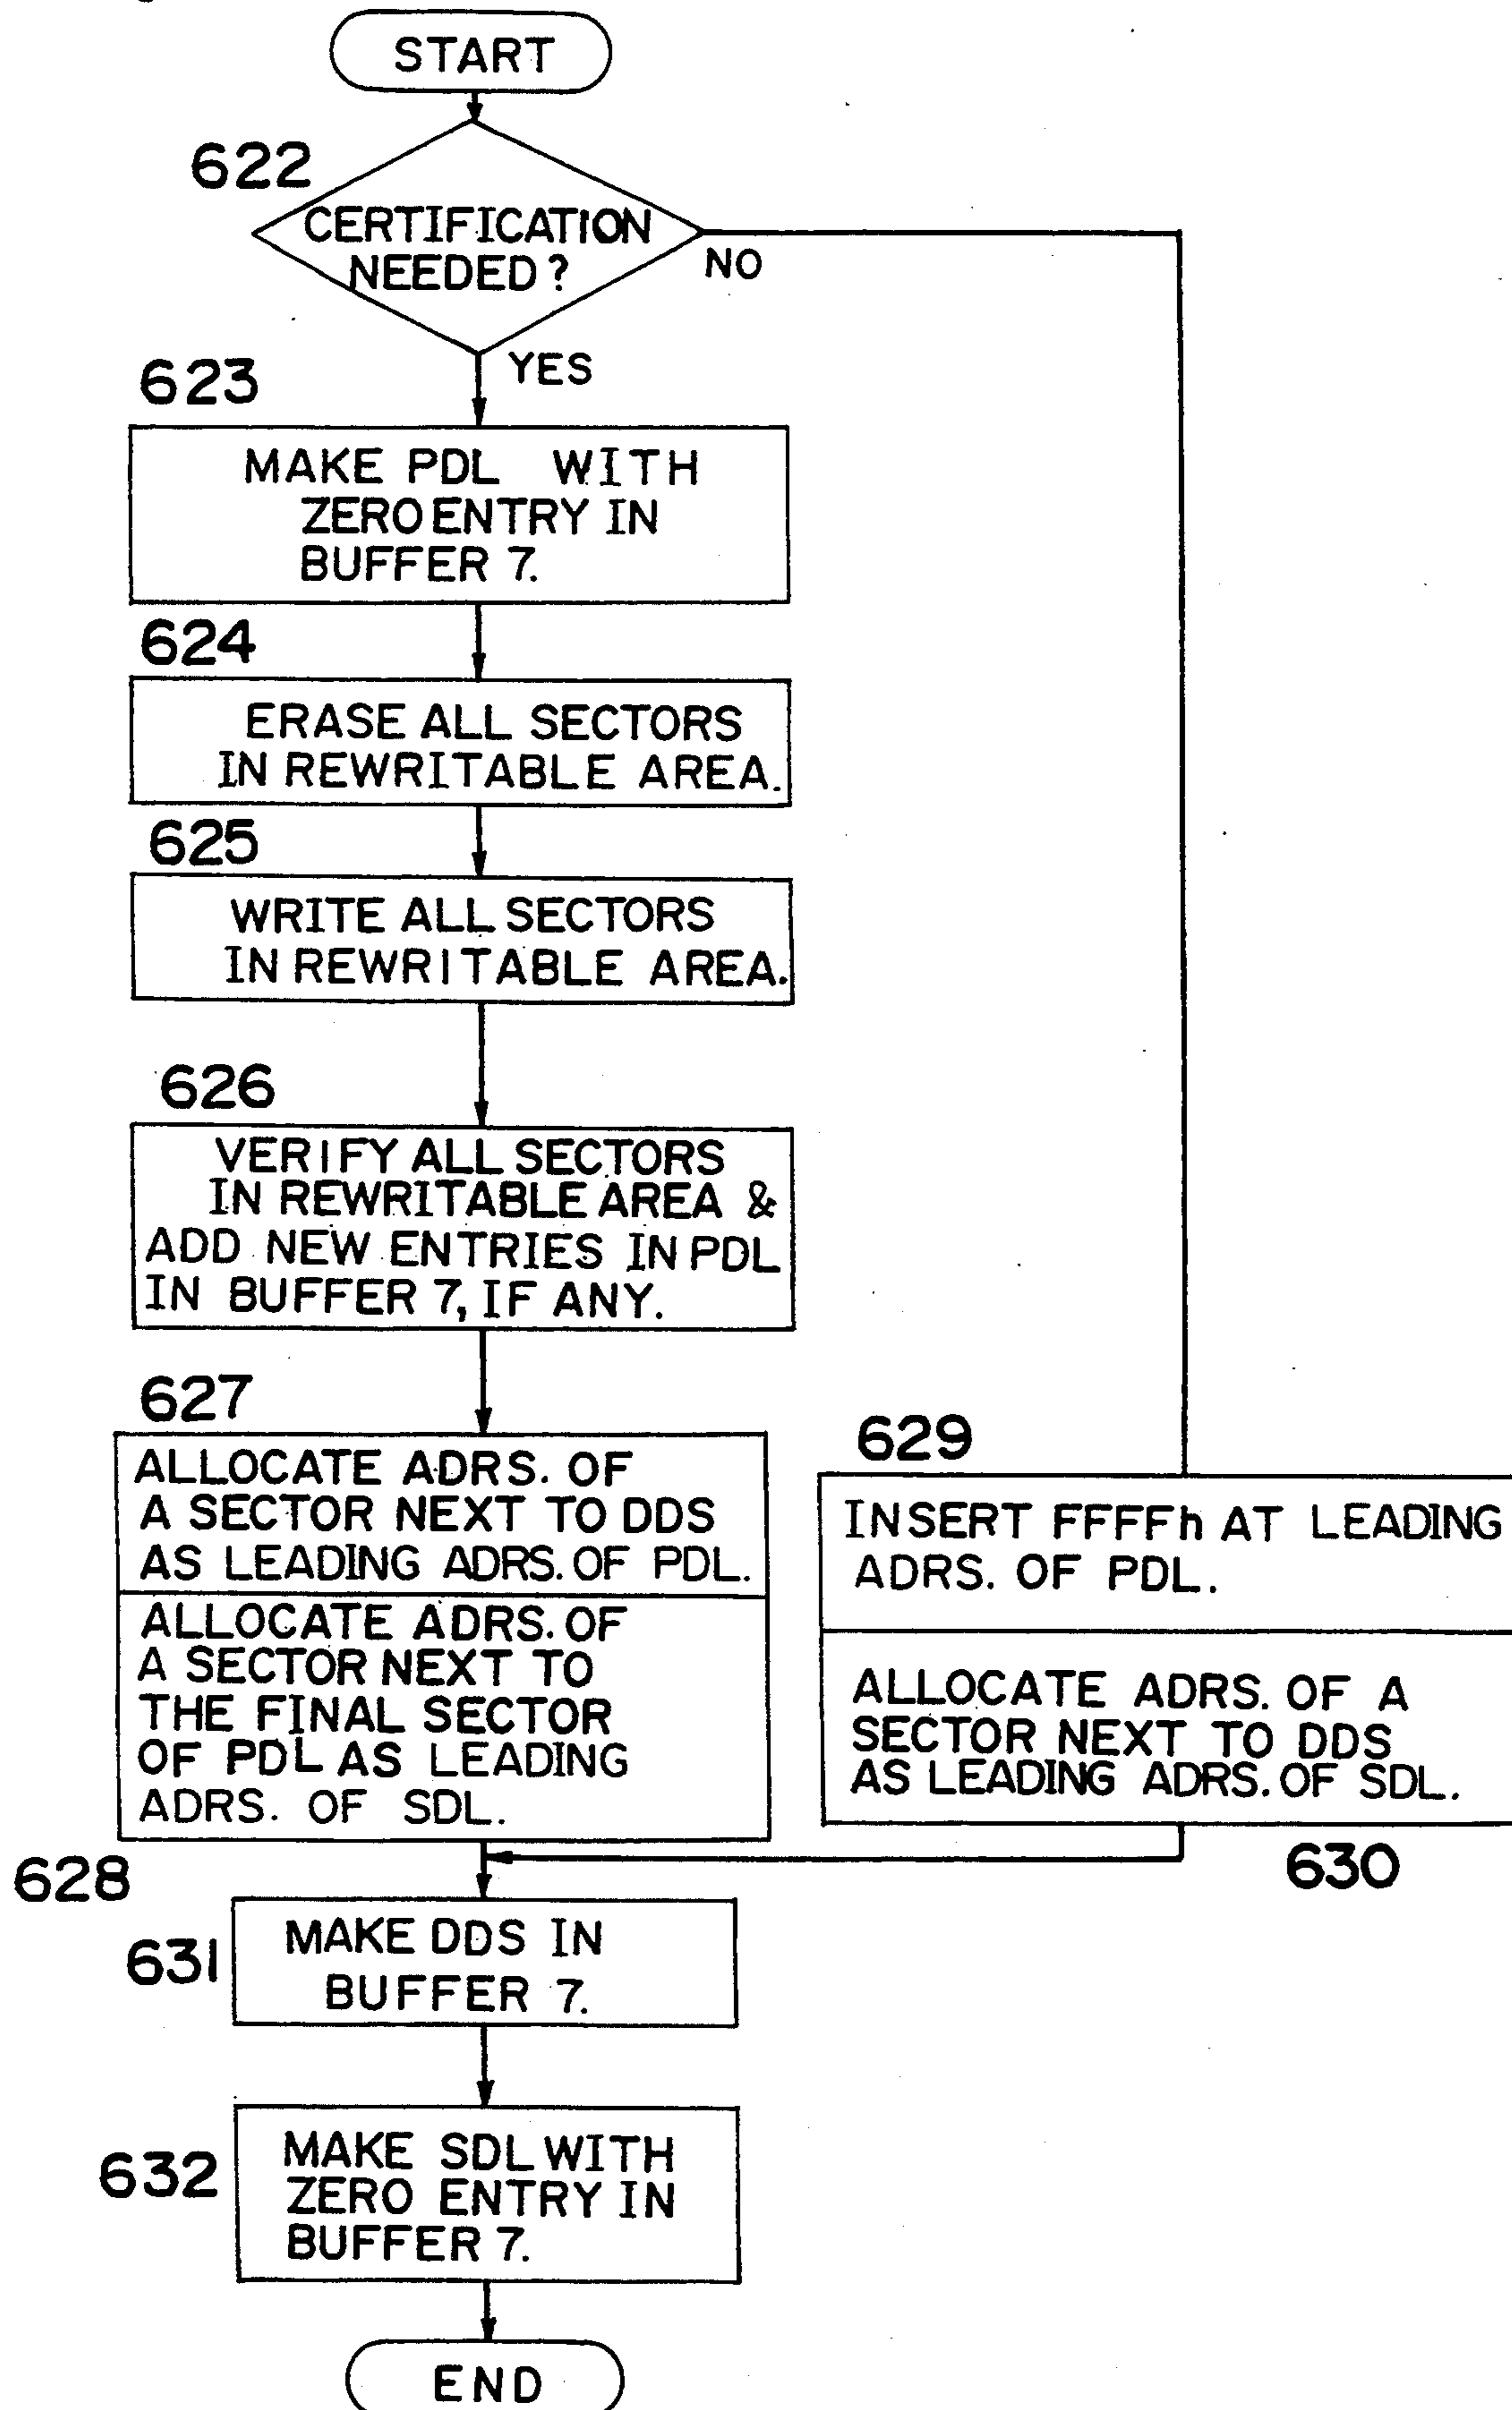 START
622
CERTIFICATION
NEEDED?
NO
YES
623
MAKE PDL WITH
ZERO ENTRY IN
BUFFER 7.
624
ERASE ALL SECTORS
IN REWRITABLE AREA.
625
WRITE ALL SECTORS
IN REWRITABLE AREA.
626
VERIFY ALL SECTORS
IN REWRITABLE AREA &
ADD NEW ENTRIES IN PDL
IN BUFFER 7, IF ANY.
627
ALLOCATE ADRS. OF
A SECTOR NEXT TO DDS
AS LEADING ADRS. OF PDL.
ALLOCATE ADRS. OF
A SECTOR NEXT TO
THE FINAL SECTOR
OF PDL AS LEADING
ADRS. OF SDL.
628
629
INSERT FFFFh AT LEADING
ADRS. OF PDL.
ALLOCATE ADRS. OF A
SECTOR NEXT TO DDS
AS LEADING ADRS. OF SDL.
630
631
MAKE DDS IN
BUFFER 7.
632
MAKE SDL WITH
ZERO ENTRY IN
BUFFER 7.
END